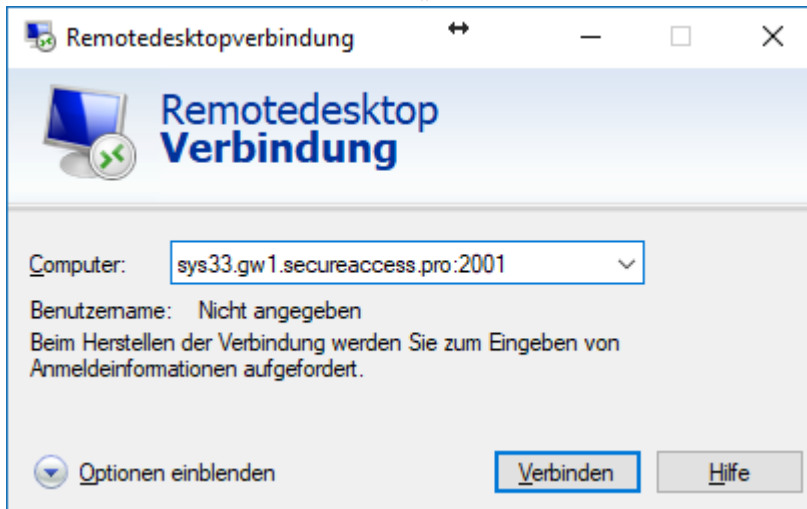 Remotedesktopverbindung
Remotedesktop
Verbindung
Computer: sys33.gw1.secureaccess.pro:2001
Benutzername: Nicht angegeben
Beim Herstellen der Verbindung werden Sie zum Eingeben von
Anmeldeinformationen aufgefordert.
Optionen einblenden Verbinden Hilfe